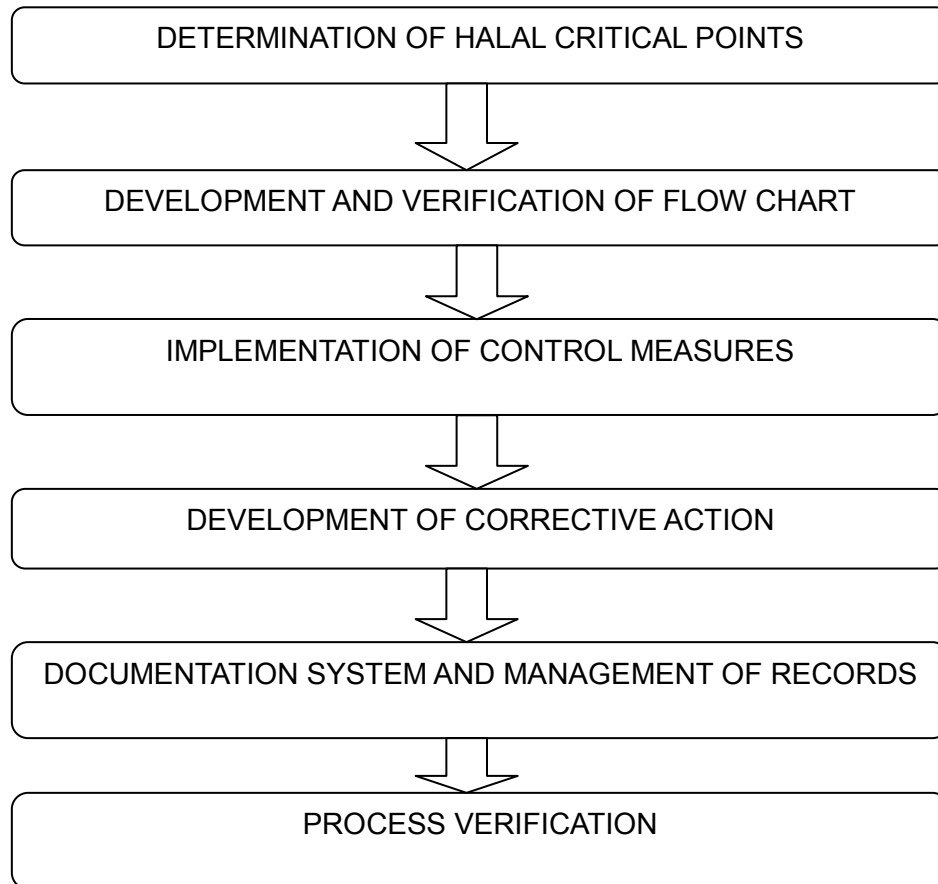 DETERMINATION OF HALAL CRITICAL POINTS
DEVELOPMENT AND VERIFICATION OF FLOW CHART
IMPLEMENTATION OF CONTROL MEASURES
DEVELOPMENT OF CORRECTIVE ACTION
DOCUMENTATION SYSTEM AND MANAGEMENT OF RECORDS
PROCESS VERIFICATION